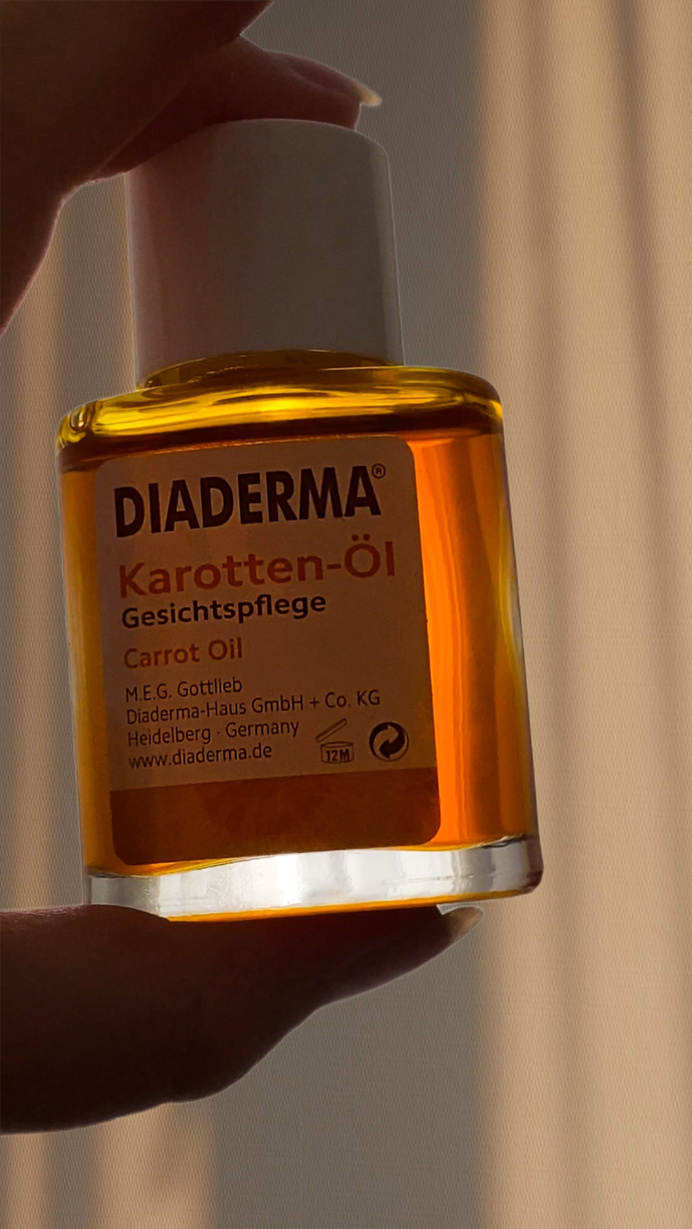 DIADERMA®
Karotten-Öl
Gesichtspflege
Carrot Oil
M.E.G. Gottlieb
Diaderma-Haus GmbH + Co. KG
Heidelberg · Germany
www.diaderma.de
12M